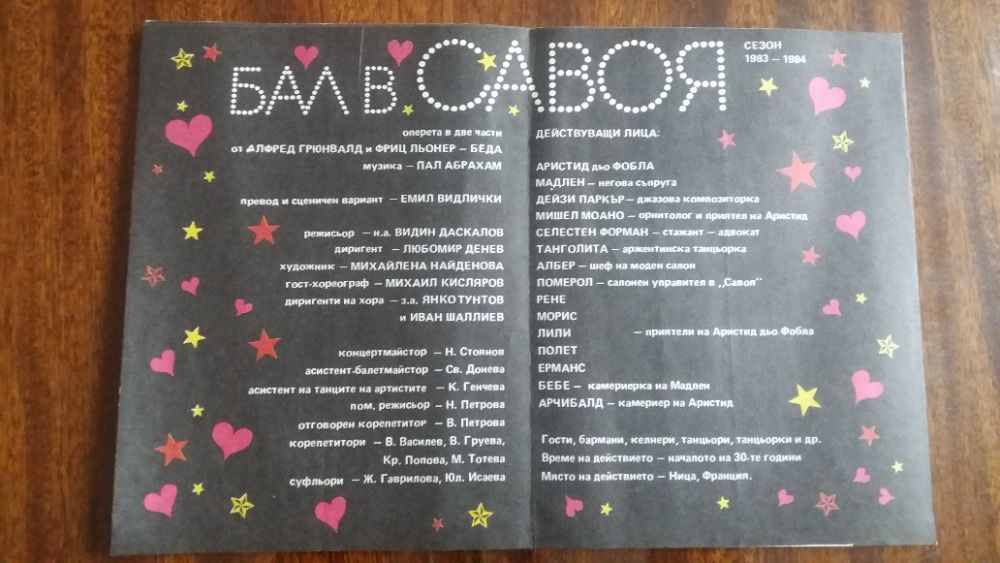 БАЛ В САВОЯ
СЕЗОН
1983 – 1984
оперета в две части
от АЛФРЕД ГРЮНВАЛД и ФРИЦ ЛЬОНЕР – БЕДА
музика – ПАЛ АБРАХАМ
превод и сценичен вариант – ЕМИЛ ВИДЛИЧКИ
режисьор – н.а. ВИДИН ДАСКАЛОВ
диригент – ЛЮБОМИР ДЕНЕВ
художник – МИХАЙЛЕНА НАЙДЕНОВА
гост-хореограф – МИХАИЛ КИСЛЯРОВ
диригенти на хора – з.а. ЯНКО ТУНТОВ
и ИВАН ШАЛЛИЕВ
концертмайстор – Н. Стоянов
асистент-балетмайстор – Св. Донева
асистент на танците на артистите – К. Генчева
пом, режисьор – Н. Петрова
отговорен корепетитор – В. Петрова
корепетитори – В. Василев, В. Груева,
Кр. Попова, М. Тотева
суфльори – Ж. Гаврилова, Юл. Исаева
ДЕЙСТВУВАЩИ ЛИЦА:
АРИСТИД дьо ФОБЛА
МАДЛЕН – негова съпруга
ДЕЙЗИ ПАРКЪР – джазова композиторка
МИШЕЛ МОАНО – орнитолог и приятел на Аристид
СЕЛЕСТЕН ФОРМАН – стажант – адвокат
ТАНГОЛИТА – аржентинска танцьорка
АЛБЕР – шеф на моден салон
ПОМЕРОЛ – салонен управител в „Савоя"
РЕНЕ
МОРИС
ЛИЛИ – приятели на Аристид дьо Фобла
ПОЛЕТ
ЕРМАНС
БЕБЕ – камериерка на Мадлен
АРЧИБАЛД – камериер на Аристид
Гости, бармани, келнери, танцьори, танцьорки и др.
Време на действието – началото на 30-те години
Място на действието – Ница, Франция.